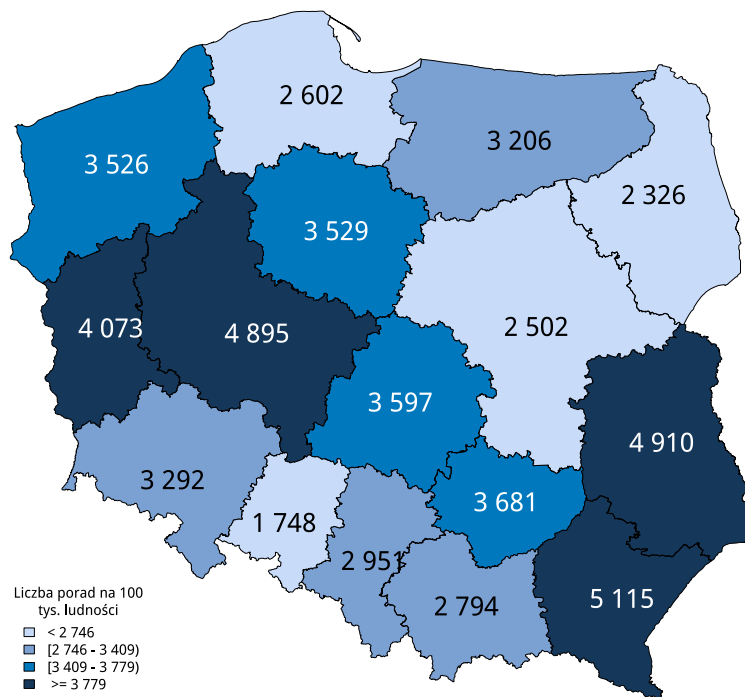 2 602
3 206
3 526
2 326
3 529
4 073
4 895
2 502
3 597
4 910
3 292
3 681
1 748
2 951
2 794
5 115
Liczba porad na 100
tys. ludności
< 2 746
[2 746 - 3 409)
[3 409 - 3 779)
>= 3 779